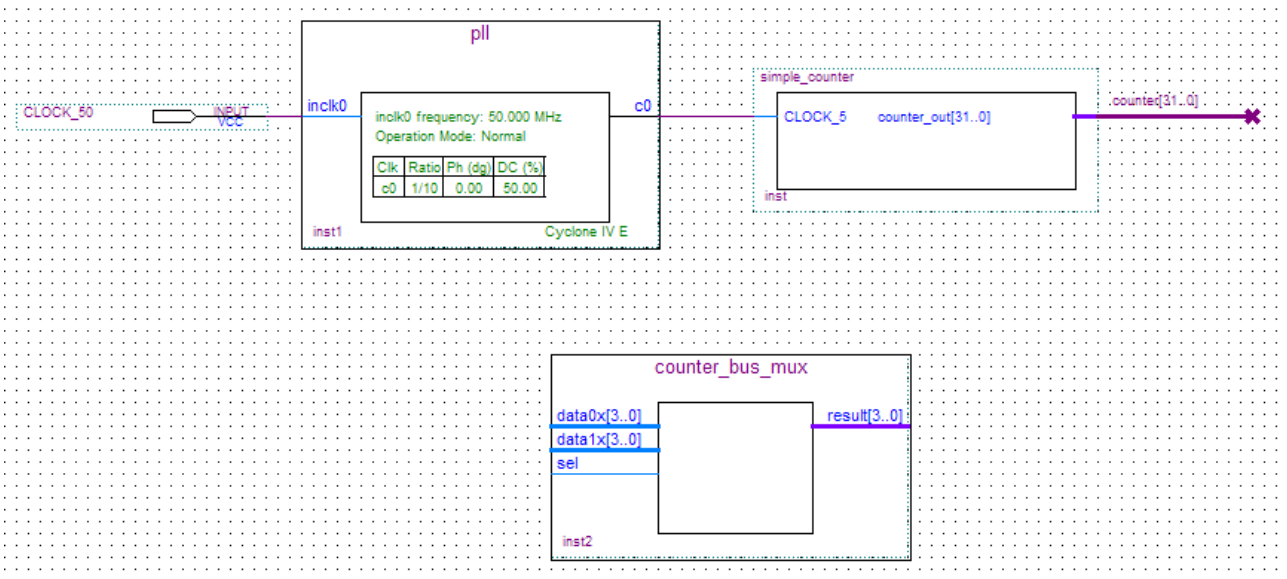 pll
simple_counter
CLOCK_50 INPUT
VCC
inclk0
c0
counter[31..0]
inclk0 frequency: 50.000 MHz
Operation Mode: Normal
CLOCK_5 counter_out[31..0]
Clk Ratio Ph (dg) DC (%)
c0 1/10 0.00 50.00
inst
inst1
Cyclone IV E
counter_bus_mux
data0x[3..0]
result[3..0]
data1x[3..0]
sel
inst2